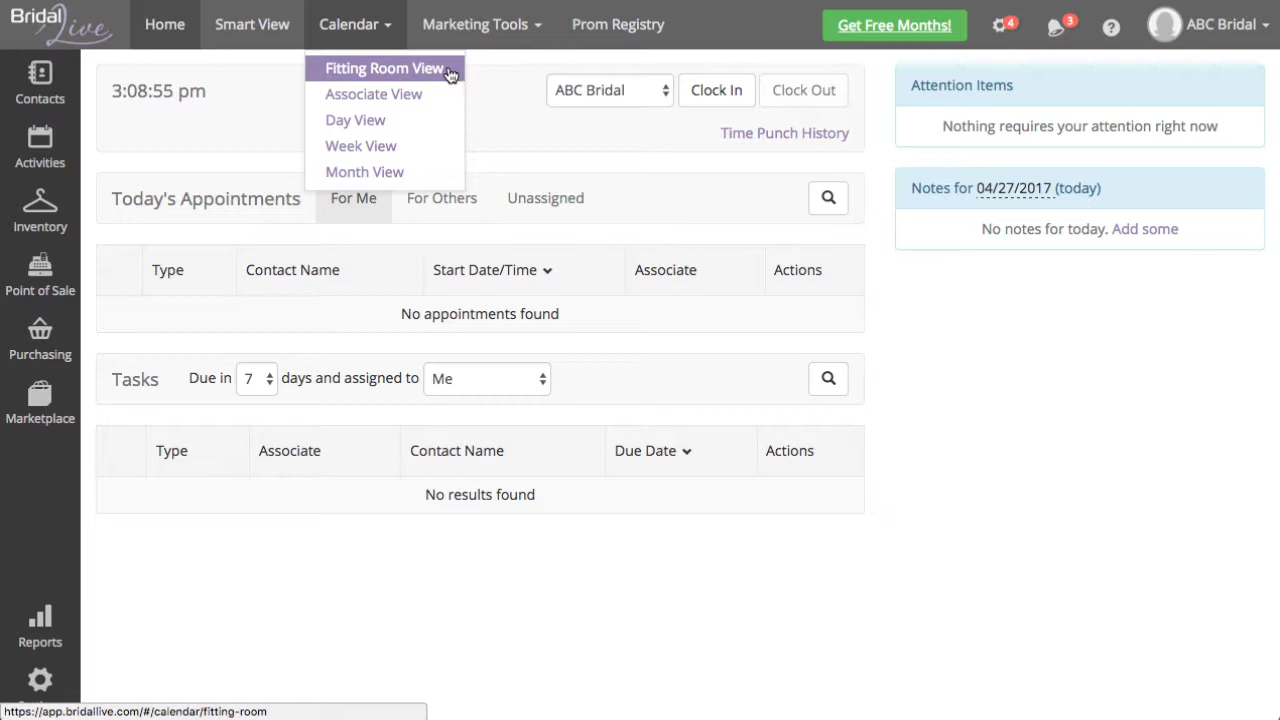 Bridal Live
Home
Smart View
Calendar
Marketing Tools
Prom Registry
Get Free Months!
4
3
?
ABC Bridal
Fitting Room View
Associate View
Day View
Week View
Month View
Contacts
Activities
Inventory
Point of Sale
Purchasing
Marketplace
Reports
3:08:55 pm
ABC Bridal
Clock In
Clock Out
Time Punch History
Today's Appointments
For Me
For Others
Unassigned
Type
Contact Name
Start Date/Time
Associate
Actions
No appointments found
Tasks
Due in 7 days and assigned to Me
Type
Associate
Contact Name
Due Date
Actions
No results found
Attention Items
Nothing requires your attention right now
Notes for 04/27/2017 (today)
No notes for today. Add some
https://app.bridallive.com/#/calendar/fitting-room